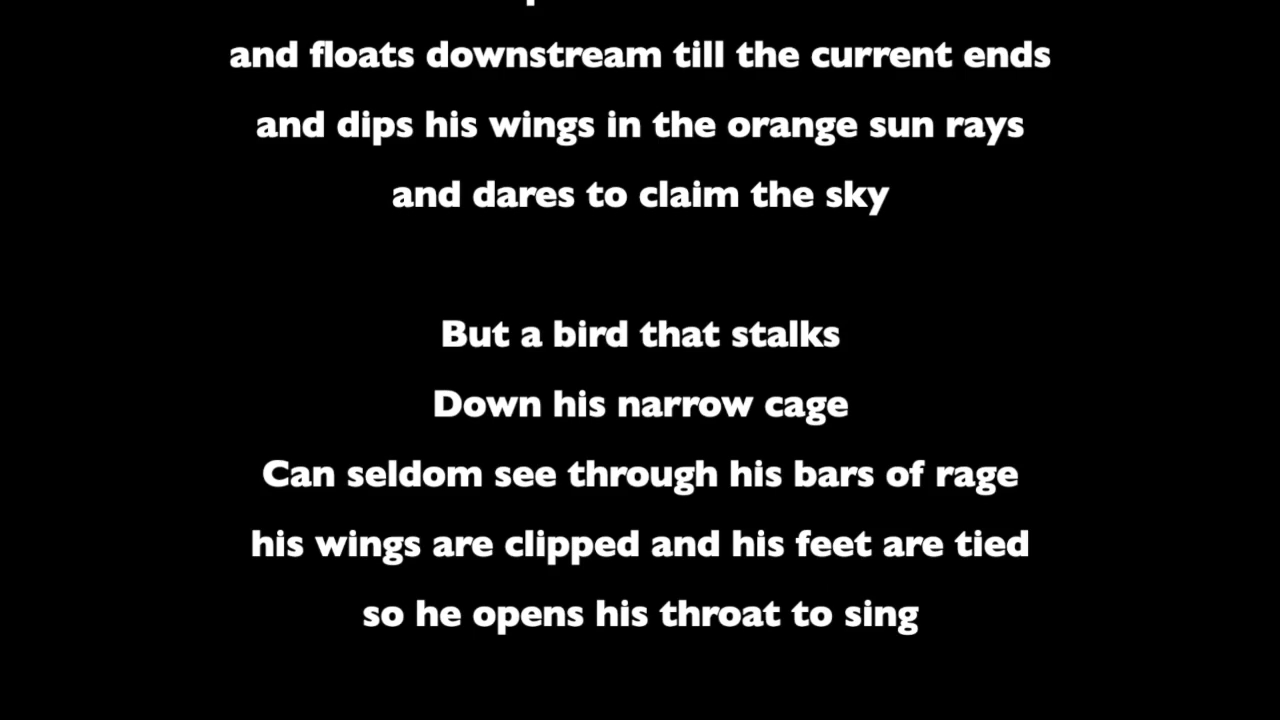 and floats downstream till the current ends
and dips his wings in the orange sun rays
and dares to claim the sky
But a bird that stalks
Down his narrow cage
Can seldom see through his bars of rage
his wings are clipped and his feet are tied
so he opens his throat to sing